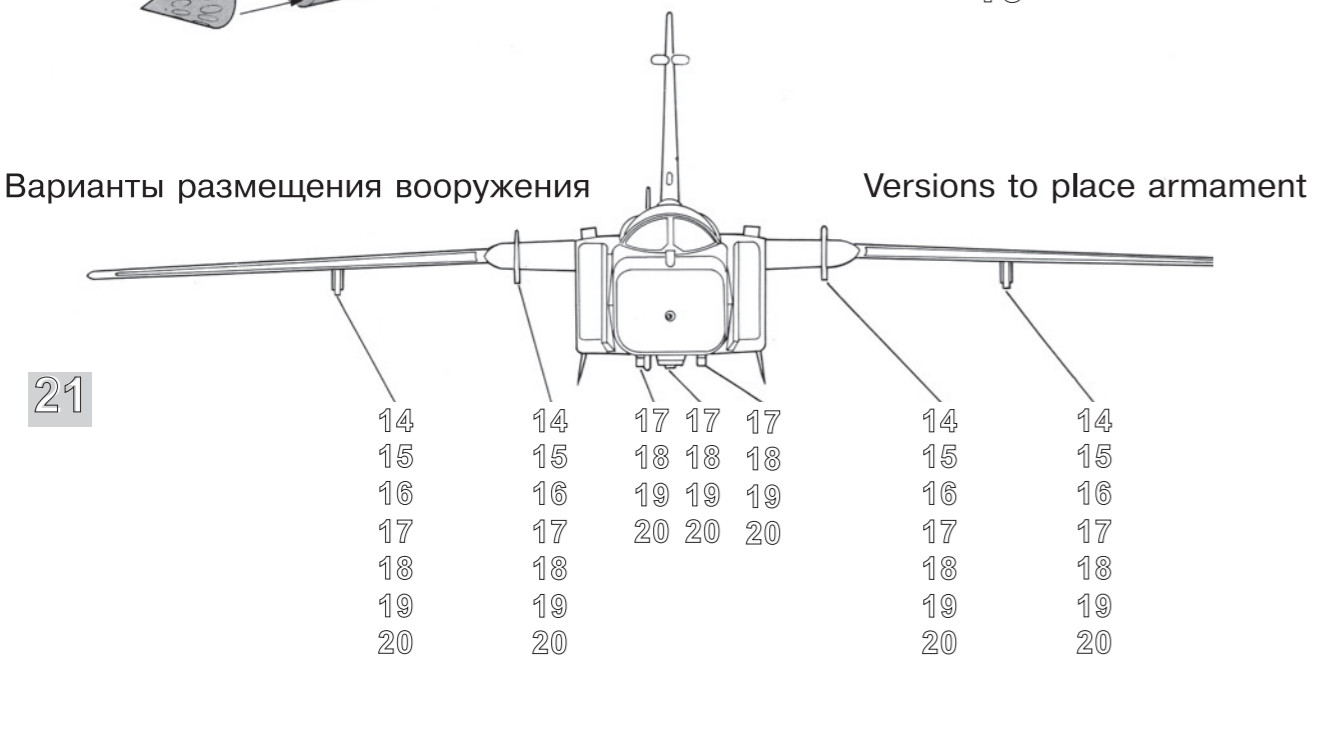 Варианты размещения вооружения Versions to place armament
21
14 14 17 17 17 14 14
15 15 18 18 18 15 15
16 16 19 19 19 16 16
17 17 20 20 20 17 17
18 18 18 18
19 19 19 19
20 20 20 20